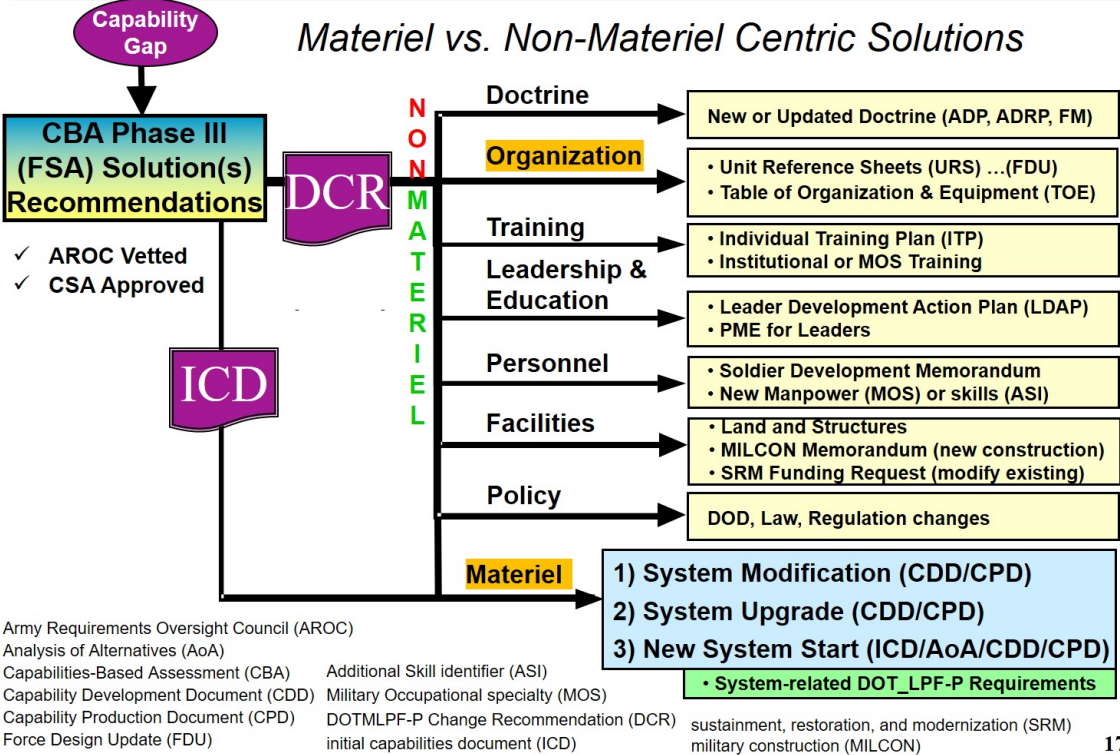 Capability
Gap
Materiel vs. Non-Materiel Centric Solutions
CBA Phase III
(FSA) Solution(s)
Recommendations
✓ AROC Vetted
✓ CSA Approved
DCR
ICD
N
O
N
M
A
T
E
R
I
E
L
Doctrine
New or Updated Doctrine (ADP, ADRP, FM)
Organization
• Unit Reference Sheets (URS) ...(FDU)
• Table of Organization & Equipment (TOE)
Training
• Individual Training Plan (ITP)
• Institutional or MOS Training
Leadership &
Education
• Leader Development Action Plan (LDAP)
• PME for Leaders
Personnel
• Soldier Development Memorandum
• New Manpower (MOS) or skills (ASI)
Facilities
• Land and Structures
• MILCON Memorandum (new construction)
• SRM Funding Request (modify existing)
Policy
DOD, Law, Regulation changes
Materiel
1) System Modification (CDD/CPD)
2) System Upgrade (CDD/CPD)
3) New System Start (ICD/AoA/CDD/CPD)
• System-related DOT_LPF-P Requirements
Army Requirements Oversight Council (AROC)
Analysis of Alternatives (AoA)
Capabilities-Based Assessment (CBA)
Capability Development Document (CDD)
Capability Production Document (CPD)
Force Design Update (FDU)
Additional Skill identifier (ASI)
Military Occupational specialty (MOS)
DOTMLPF-P Change Recommendation (DCR)
initial capabilities document (ICD)
sustainment, restoration, and modernization (SRM)
military construction (MILCON)